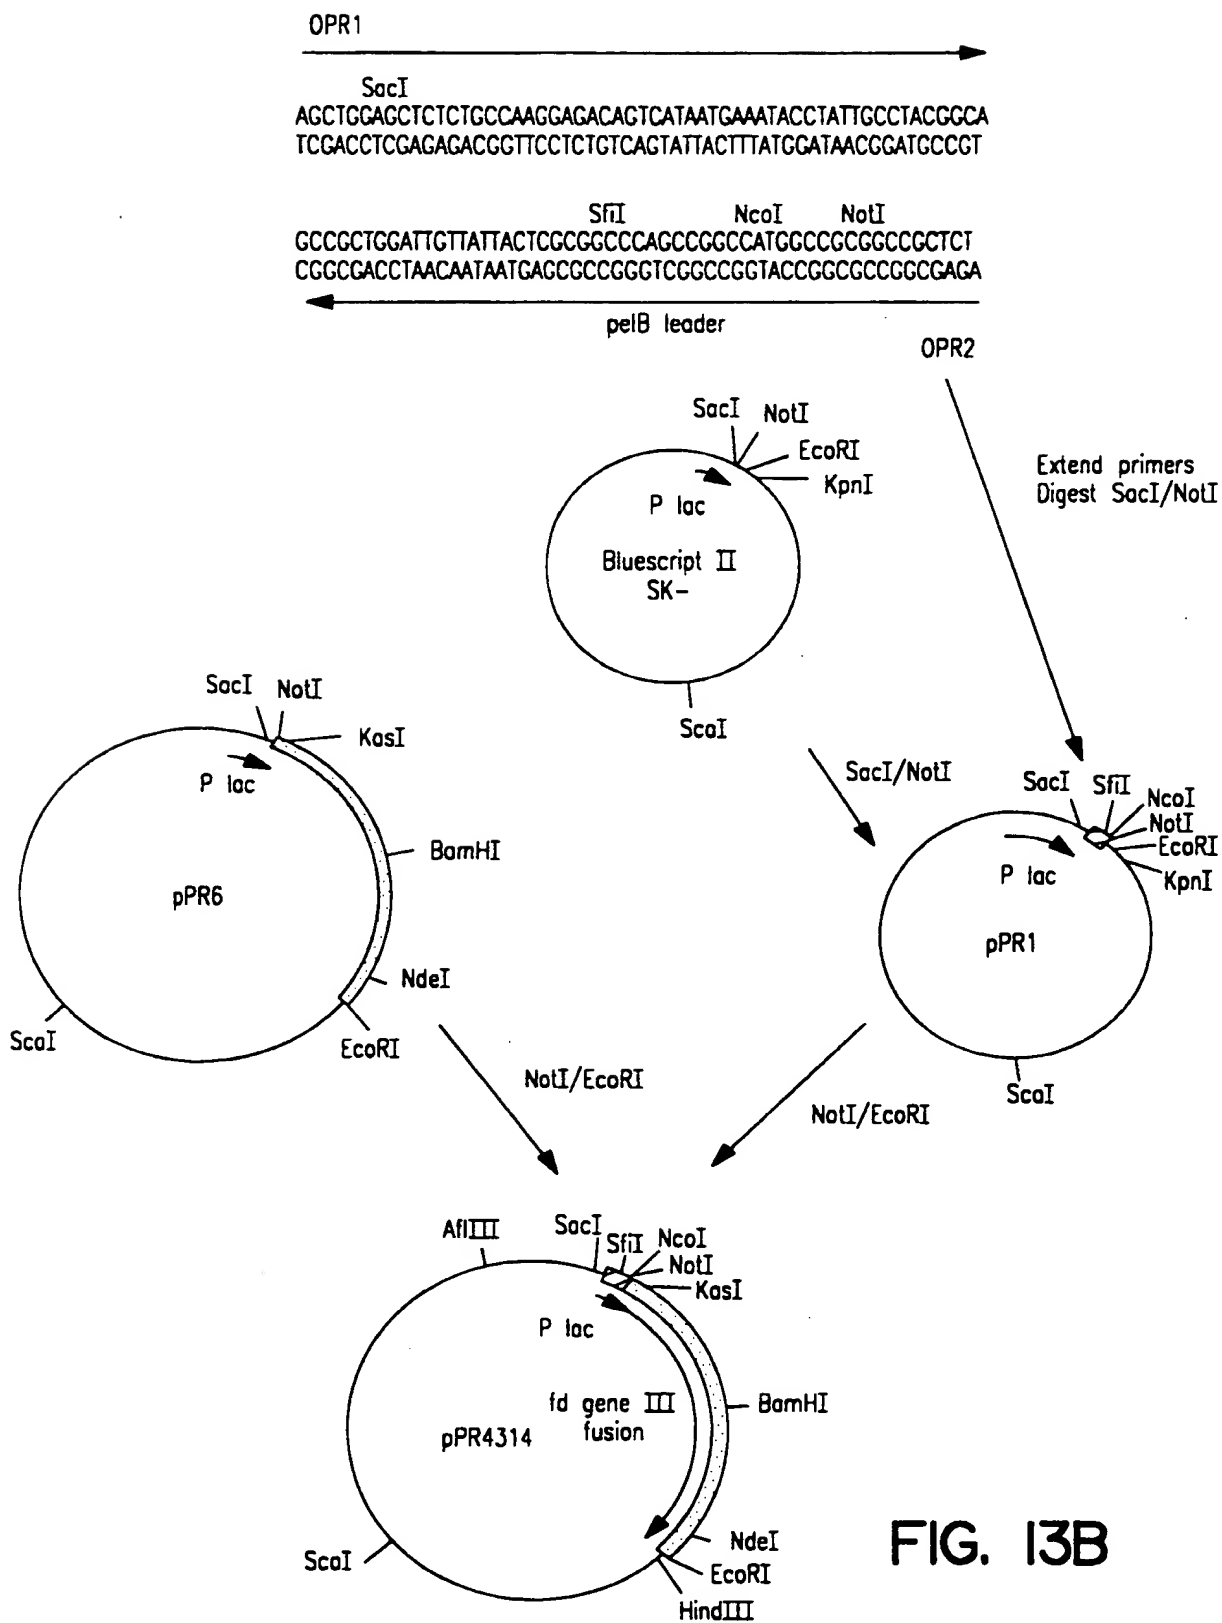 OPR1
SacI
AGCTGGAGCTCTCTGCCAAGGAGACAGTCATAATGAAATACCTATTGCCTACGGCA
TCGACCTCGAGAGACGGTTCCTCTGTCAGTATTACTTTATGGATAACGGATGCCGT
SfiI NcoI NotI
GCCGCTGGATTGTTATTACTCGCGGCCCAGCCGGCCATGGCCGCGGCCGCTCT
CGGCGACCTAACAATAATGAGCGCCGGGTCGGCCGGTACCGGCGCCGGCGAGA
pelB leader
OPR2
SacI
NotI
EcoRI
KpnI
P lac
Bluescript II
SK-
ScaI
Extend primers
Digest SacI/NotI
SacI NotI
KasI
P lac
BamHI
pPR6
NdeI
ScaI
EcoRI
SacI/NotI
SacI SfiI
NcoI
NotI
EcoRI
KpnI
P lac
pPR1
ScaI
NotI/EcoRI
NotI/EcoRI
AflIII
SacI
SfiI
NcoI
NotI
KasI
P lac
fd gene III
fusion
BamHI
pPR4314
ScaI
NdeI
EcoRI
HindIII
FIG. 13B